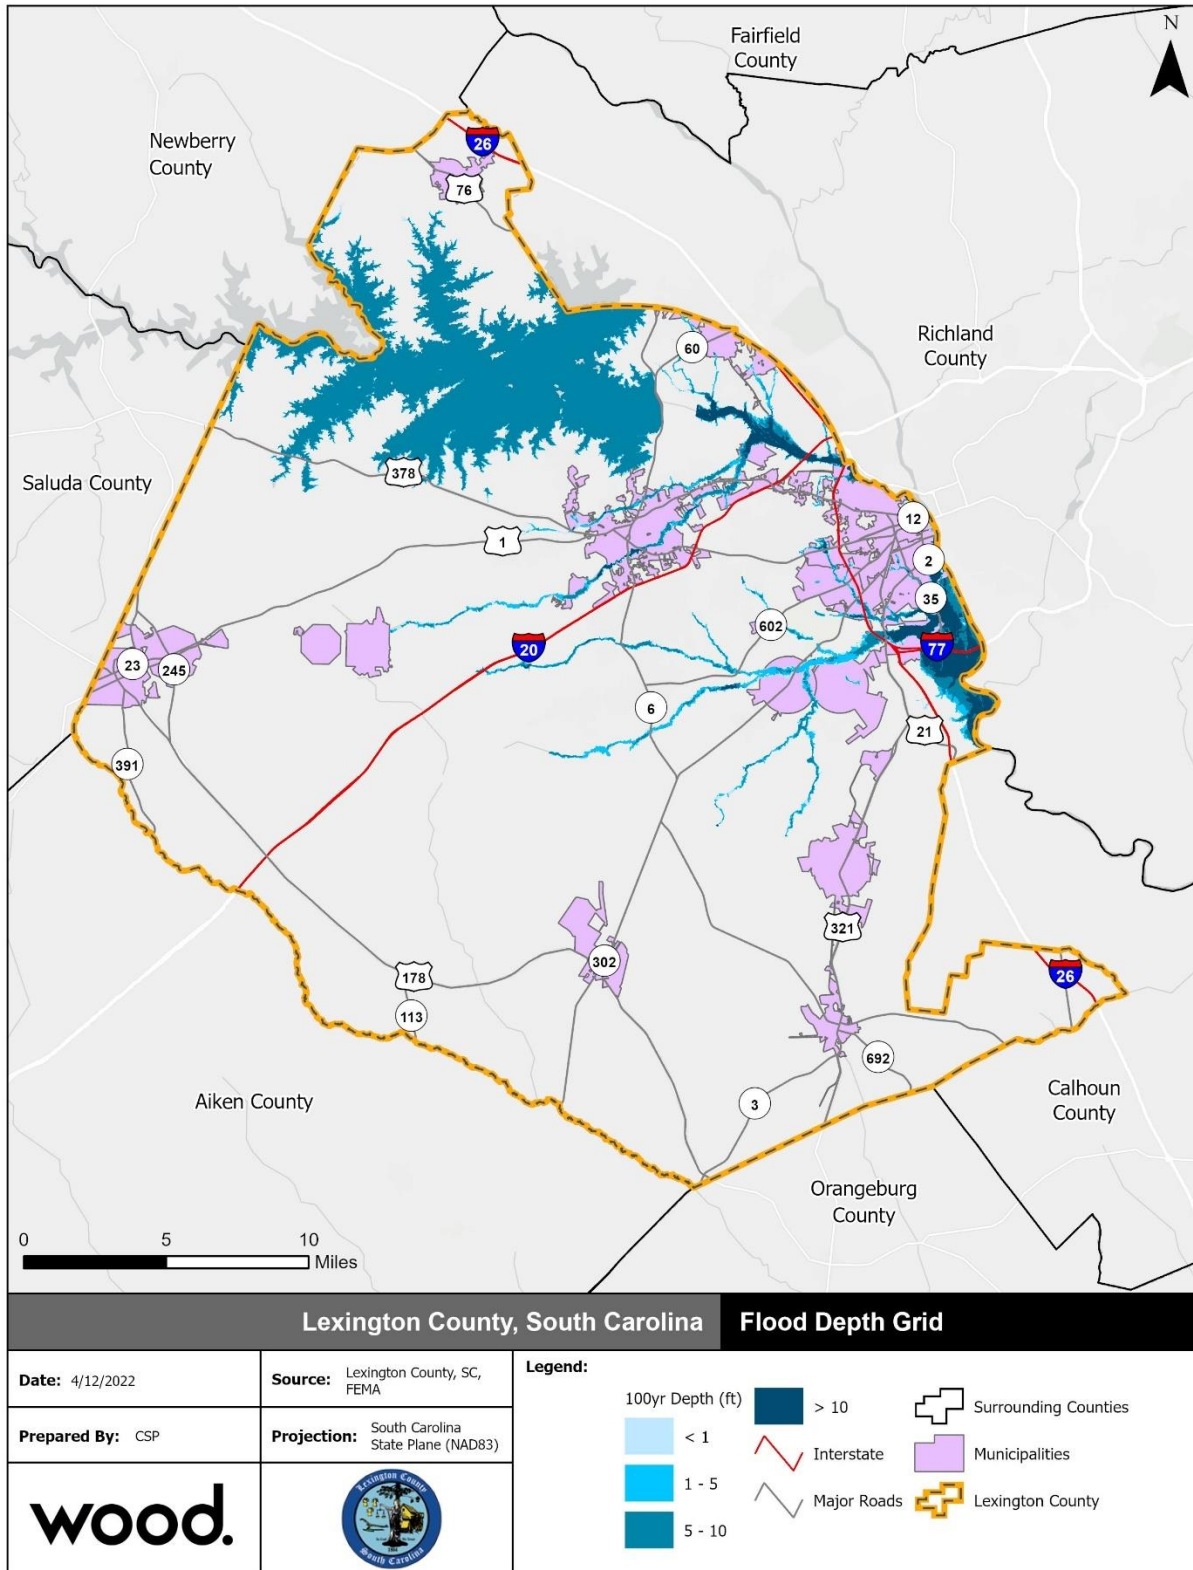 Fairfield
County
N
Newberry
County
26
76
Richland
County
60
Saluda County
378
12
1
2
35
602
23
245
20
77
6
21
391
321
302
178
26
113
692
Aiken County
3
Calhoun
County
Orangeburg
County
0 5 10
Miles
Lexington County, South Carolina Flood Depth Grid
Date: 4/12/2022
Source: Lexington County, SC,
FEMA
Prepared By: CSP
Projection: South Carolina
State Plane (NAD83)
wood.
Lexington County
South Carolina
Legend:
100yr Depth (ft)
< 1
1 - 5
5 - 10
> 10
Interstate
Major Roads
Surrounding Counties
Municipalities
Lexington County